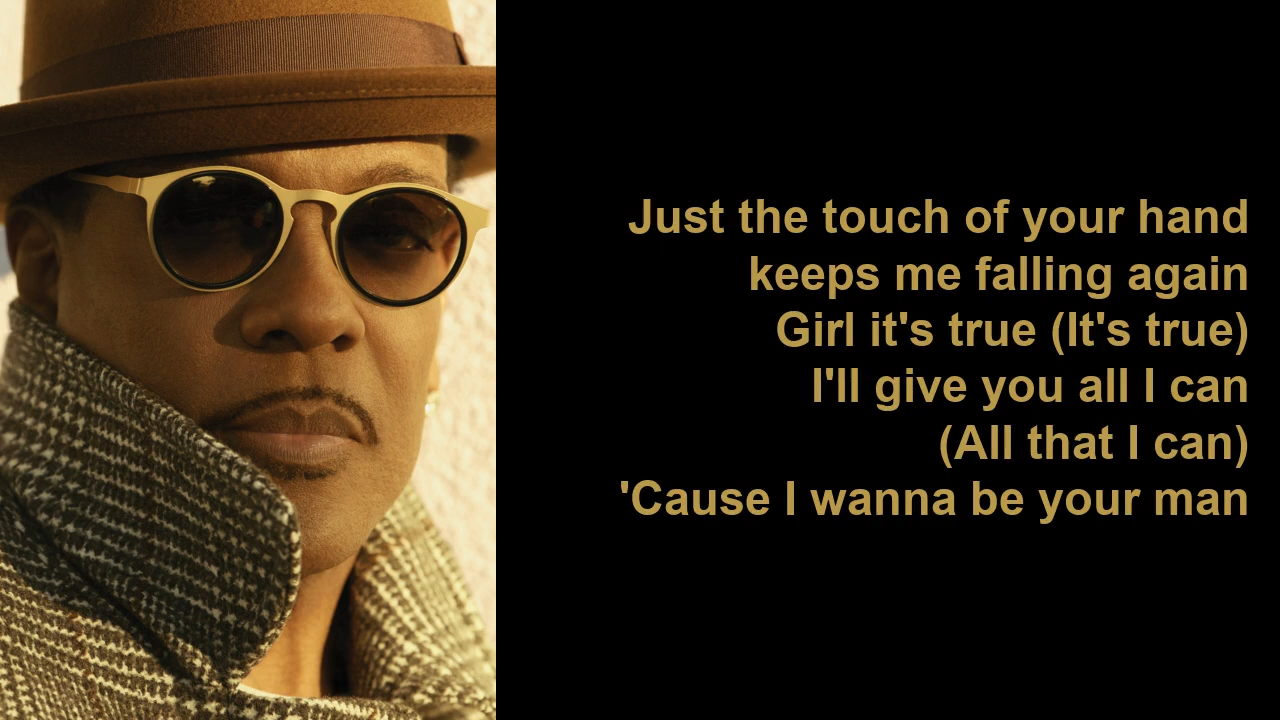 Just the touch of your hand
keeps me falling again
Girl it's true (It's true)
I'll give you all I can
(All that I can)
'Cause I wanna be your man